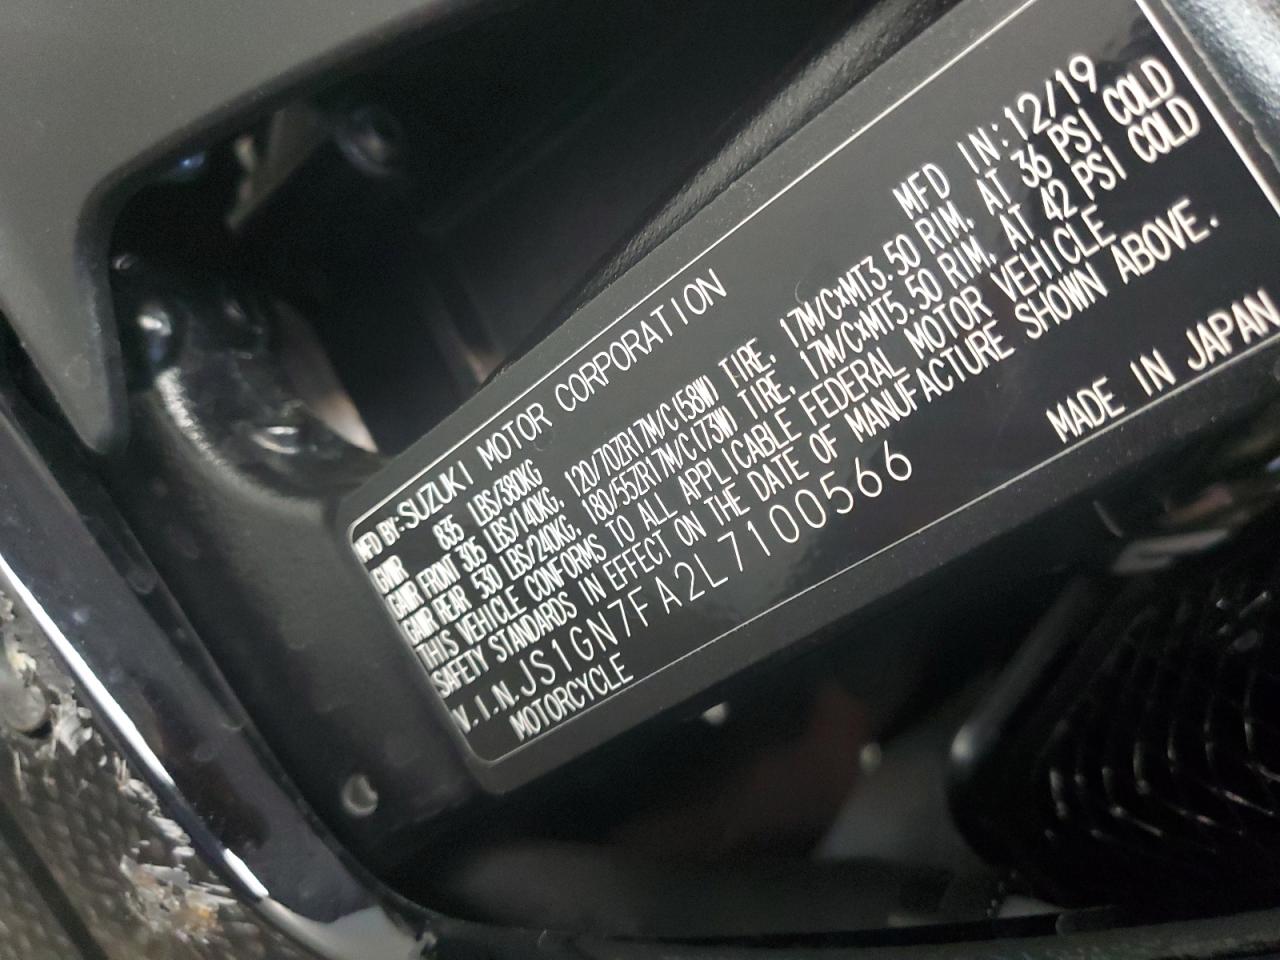 MFD BY: SUZUKI MOTOR CORPORATION MFD IN: 12/19
GVWR 835 LBS/380KG
GAWR FRONT 305 LBS/140KG, 120/70ZR17M/C(58W) TIRE, 17M/CxMT3.50 RIM, AT 36 PSI COLD
GAWR REAR 530 LBS/240KG, 180/55ZR17M/C(73W) TIRE, 17M/CxMT5.50 RIM, AT 42 PSI COLD
THIS VEHICLE CONFORMS TO ALL APPLICABLE FEDERAL MOTOR VEHICLE
SAFETY STANDARDS IN EFFECT ON THE DATE OF MANUFACTURE SHOWN ABOVE.
V.I.N. JS1GN7FA2L7100566
MOTORCYCLE MADE IN JAPAN